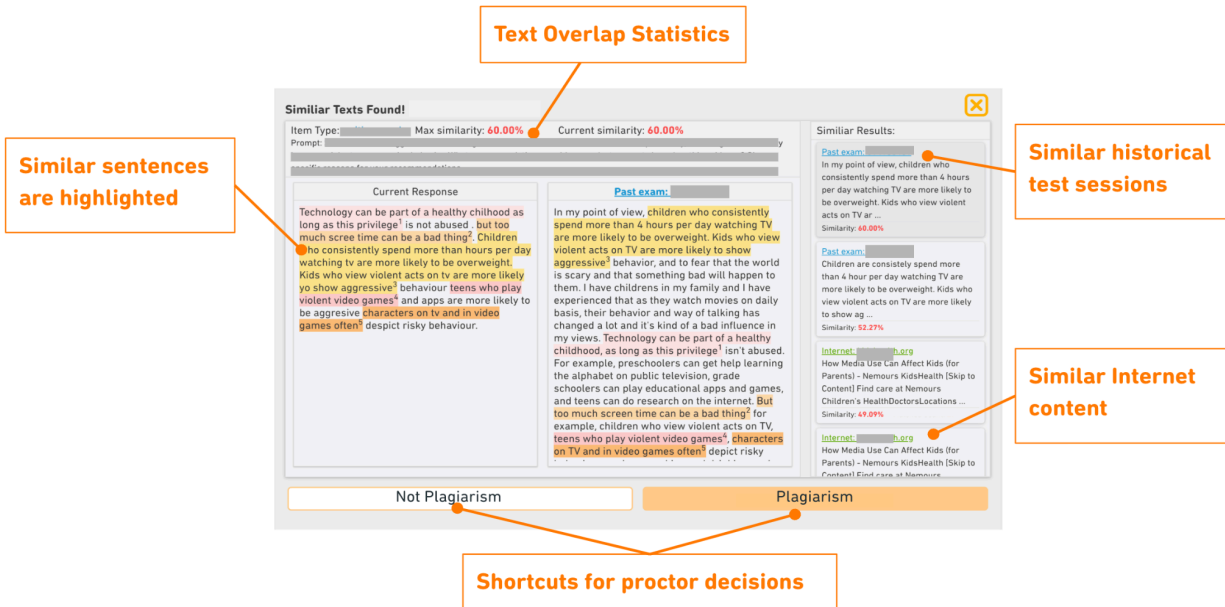 Text Overlap Statistics
Similar sentences
are highlighted
Similiar Texts Found!
Item Type: Max similarity: 60.00% Current similarity: 60.00%
Prompt:
Current Response
Technology can be part of a healthy chilhood as
long as this privilege1 is not abused . but too
much scree time can be a bad thing2. Children
who consistently spend more than hours per day
watching tv are more likely to be overweight.
Kids who view violent acts on tv are more likely
yo show aggressive3 behaviour teens who play
violent video games4 and apps are more likely to
be aggresive characters on tv and in video
games often5 despict risky behaviour.
Past exam:
In my point of view, children who consistently
spend more than 4 hours per day watching TV
are more likely to be overweight. Kids who view
violent acts on TV are more likely to show
aggressive3 behavior, and to fear that the world
is scary and that something bad will happen to
them. I have childrens in my family and I have
experienced that as they watch movies on daily
basis, their behavior and way of talking has
changed a lot and it's kind of a bad influence in
my views. Technology can be part of a healthy
childhood, as long as this privilege1 isn't abused.
For example, preschoolers can get help learning
the alphabet on public television, grade
schoolers can play educational apps and games,
and teens can do research on the internet. But
too much screen time can be a bad thing2 for
example, children who view violent acts on TV,
teens who play violent video games4, characters
on TV and in video games often5 depict risky
Similiar Results:
Past exam:
In my point of view, children who
consistently spend more than 4 hours
per day watching TV are more likely to
be overweight. Kids who view violent
acts on TV ar ...
Similarity: 60.00%
Past exam:
Children are consistely spend more
than 4 hour per day watching TV are
more likely to be overweight. Kids who
view violent acts on TV are more likely
to show ag ...
Similarity: 52.27%
Internet: h.org
How Media Use Can Affect Kids (for
Parents) - Nemours KidsHealth [Skip to
Content] Find care at Nemours
Children's HealthDoctorsLocations ...
Similarity: 49.09%
Internet: h.org
How Media Use Can Affect Kids (for
Parents) - Nemours KidsHealth [Skip to
Content] Find care at Nemours
Similar historical
test sessions
Similar Internet
content
Not Plagiarism
Plagiarism
Shortcuts for proctor decisions